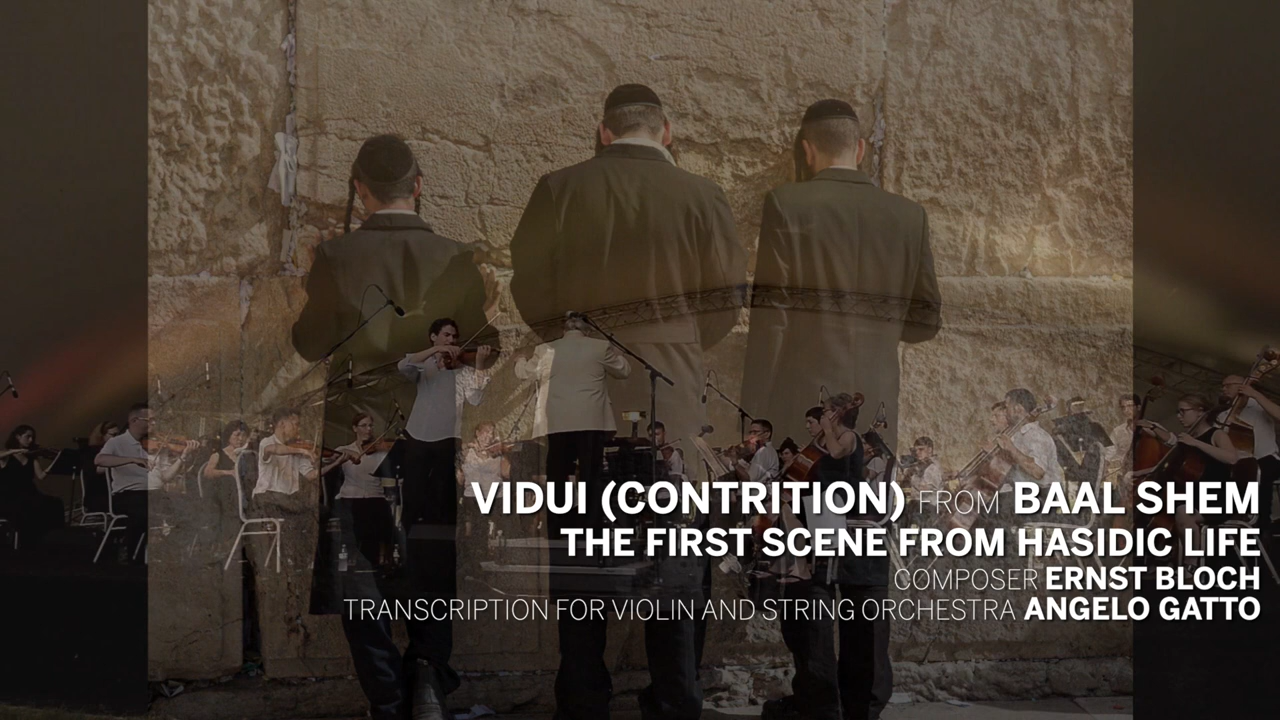 VIDUI (CONTRITION) FROM BAAL SHEM
THE FIRST SCENE FROM HASIDIC LIFE
COMPOSER ERNST BLOCH
TRANSCRIPTION FOR VIOLIN AND STRING ORCHESTRA ANGELO GATTO